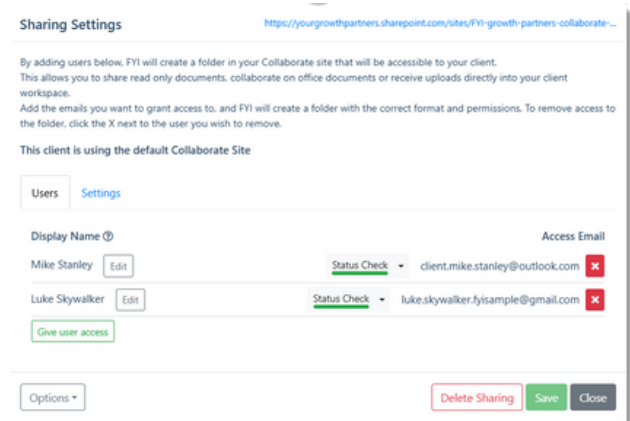 Sharing Settings https://yourgrowthpartners.sharepoint.com/sites/FYI-growth-partners-collaborate-...
By adding users below, FYI will create a folder in your Collaborate site that will be accessible to your client.
This allows you to share read only documents, collaborate on office documents or receive uploads directly into your client
workspace.
Add the emails you want to grant access to, and FYI will create a folder with the correct format and permissions. To remove access to
the folder, click the X next to the user you wish to remove.
This client is using the default Collaborate Site
Users Settings
Display Name ? Access Email
Mike Stanley Edit Status Check client.mike.stanley@outlook.com x
Luke Skywalker Edit Status Check luke.skywalker.fyisample@gmail.com x
Give user access
Options Delete Sharing Save Close